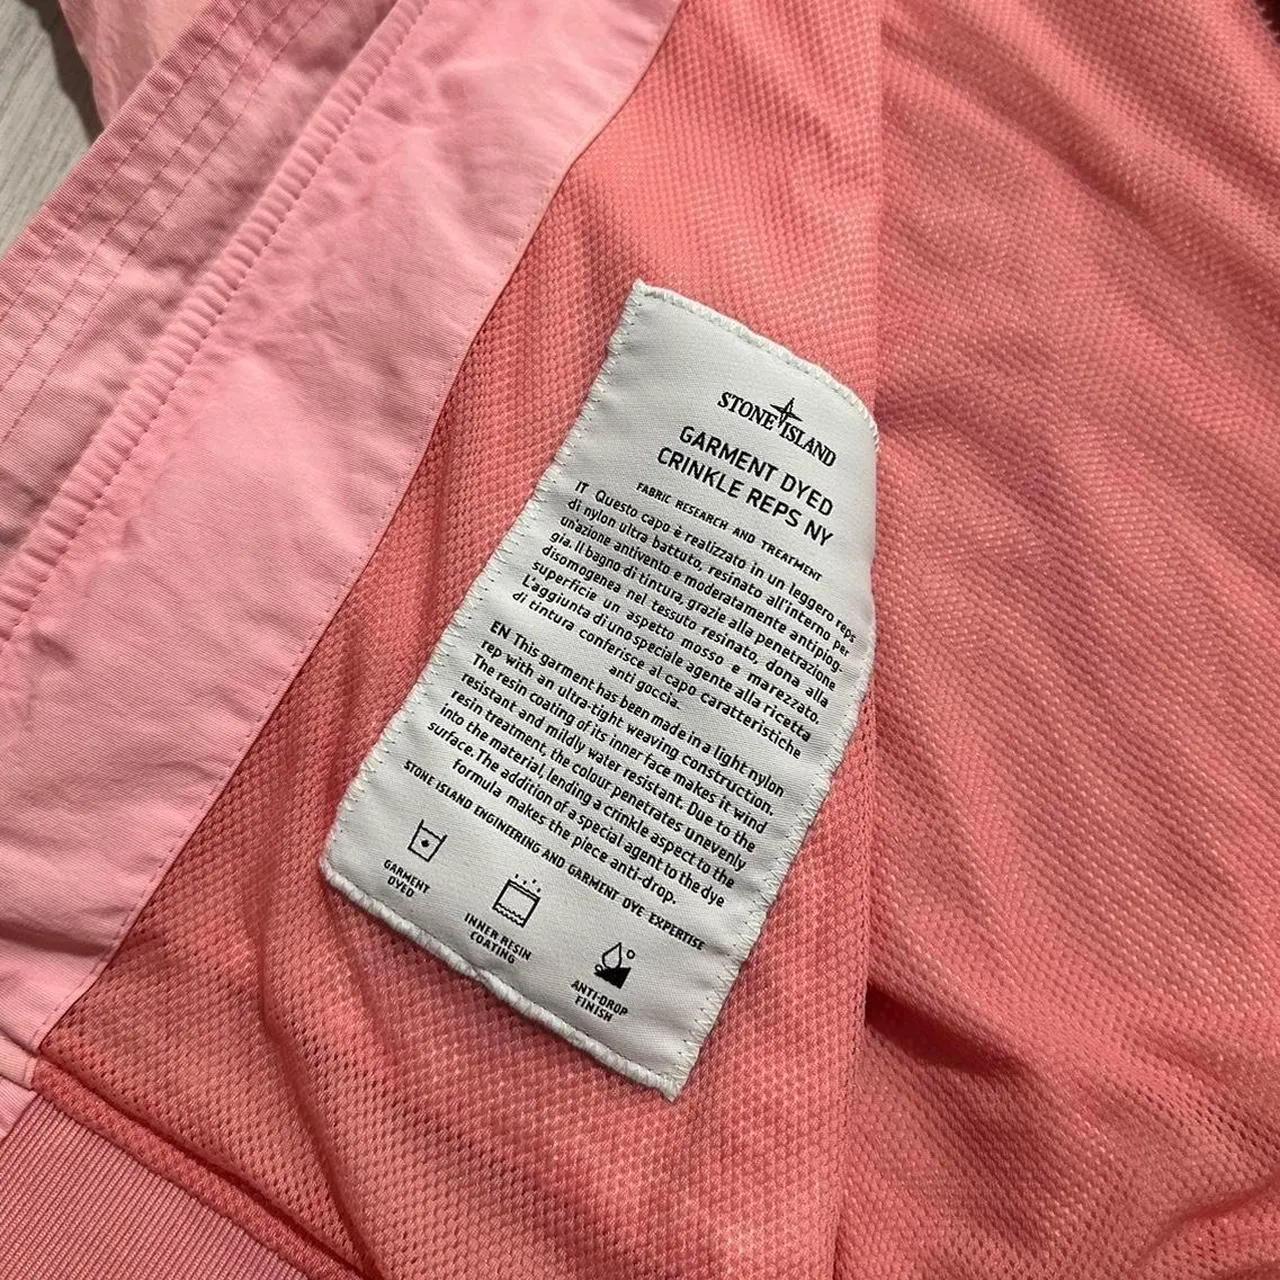 STONE ISLAND
GARMENT DYED
CRINKLE REPS NY
FABRIC RESEARCH AND TREATMENT
IT Questo capo è realizzato in un leggero reps
di nylon ultra battuto, resinato all'interno per
un'azione antivento e moderatamente antipiog-
gia. Il bagno di tintura, grazie alla penetrazione
disomogenea nel tessuto resinato, dona alla
superficie un aspetto mosso e marezzato.
L'aggiunta di uno speciale agente alla ricetta
di tintura conferisce al capo caratteristiche
anti goccia.
EN This garment has been made in a light nylon
rep with an ultra-tight weaving construction.
The resin coating of its inner face makes it wind
resistant and mildly water resistant. Due to the
resin treatment, the colour penetrates unevenly
into the material, lending a crinkle aspect to the
surface. The addition of a special agent to the dye
formula makes the piece anti-drop.
STONE ISLAND ENGINEERING AND GARMENT DYE EXPERTISE
GARMENT
DYED
INNER RESIN
COATING
ANTI-DROP
FINISH